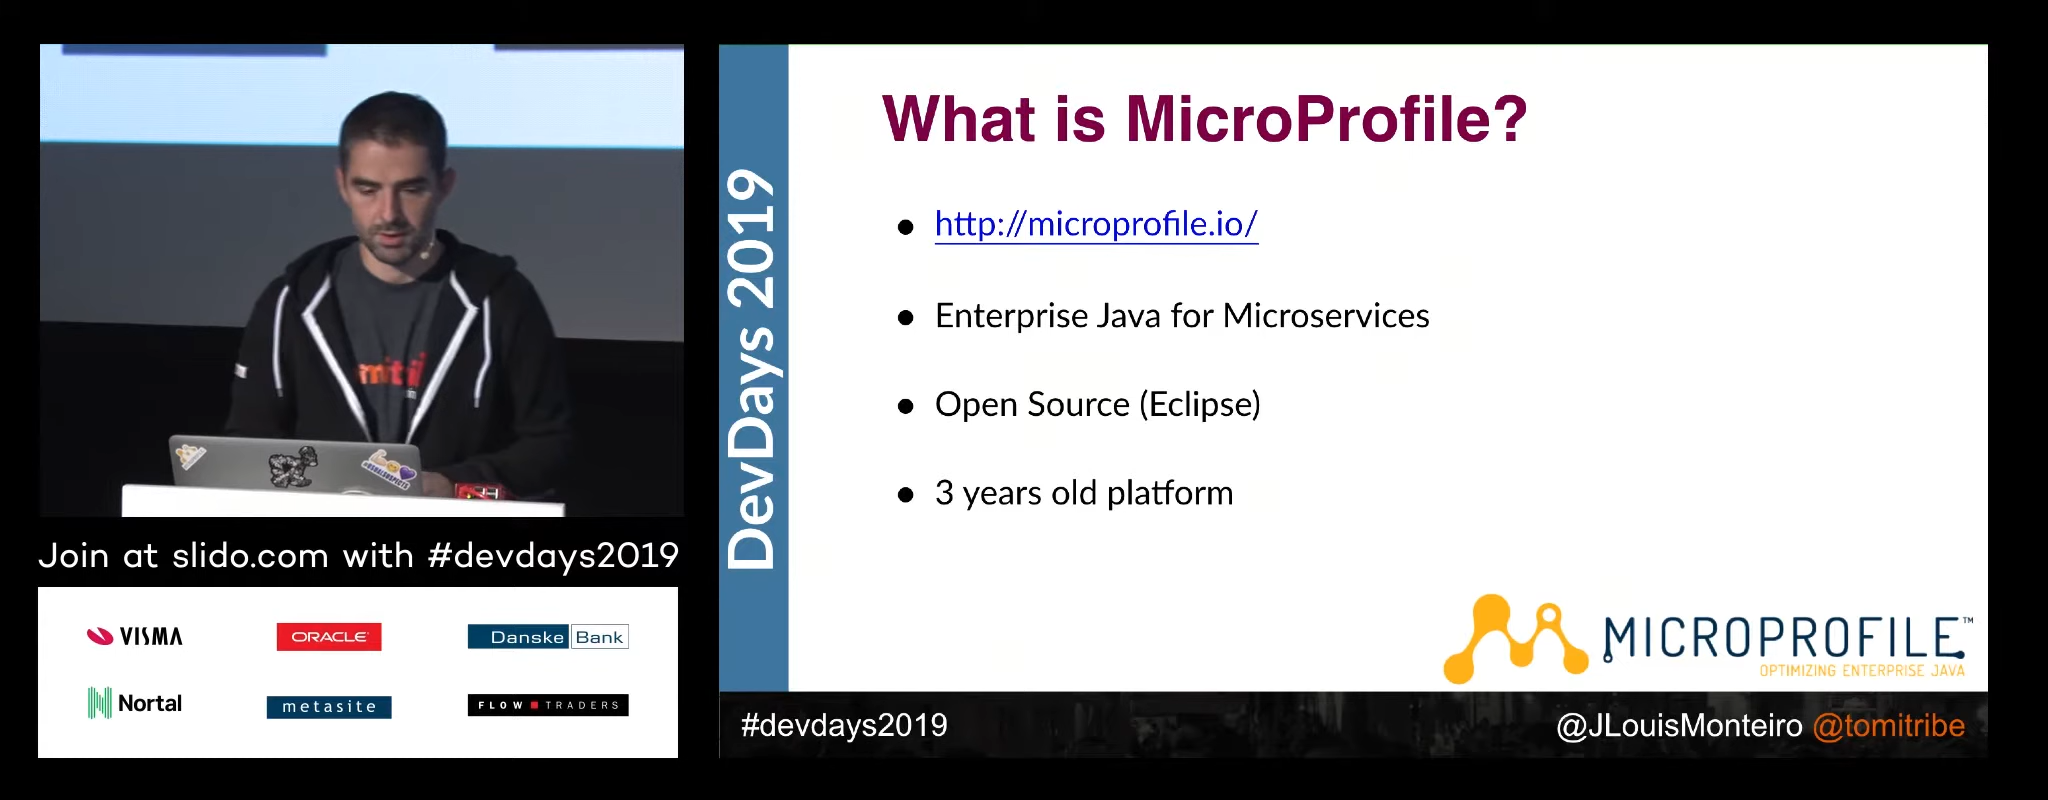 Join at slido.com with #devdays2019
VISMA
ORACLE
Danske Bank
Nortal
metasite
FLOW TRADERS
DevDays 2019
What is MicroProfile?
http://microprofile.io/
Enterprise Java for Microservices
Open Source (Eclipse)
3 years old platform
MICROPROFILE™
OPTIMIZING ENTERPRISE JAVA
#devdays2019
@JLouisMonteiro @tomitribe